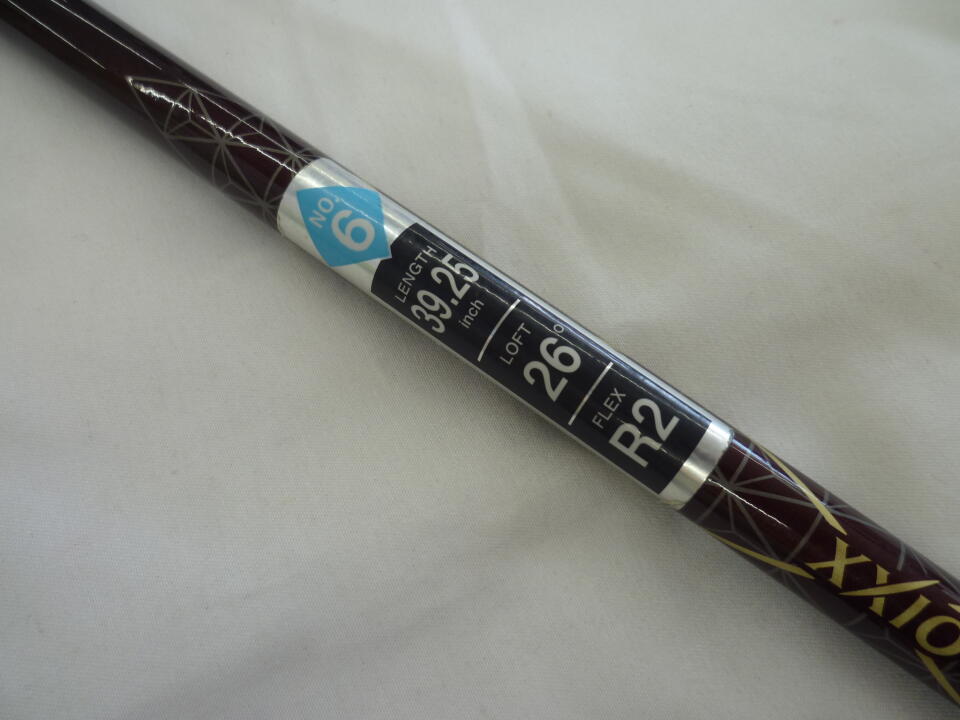 NO.
6
LENGTH
39.25
inch
LOFT
26°
FLEX
R2
XXIO